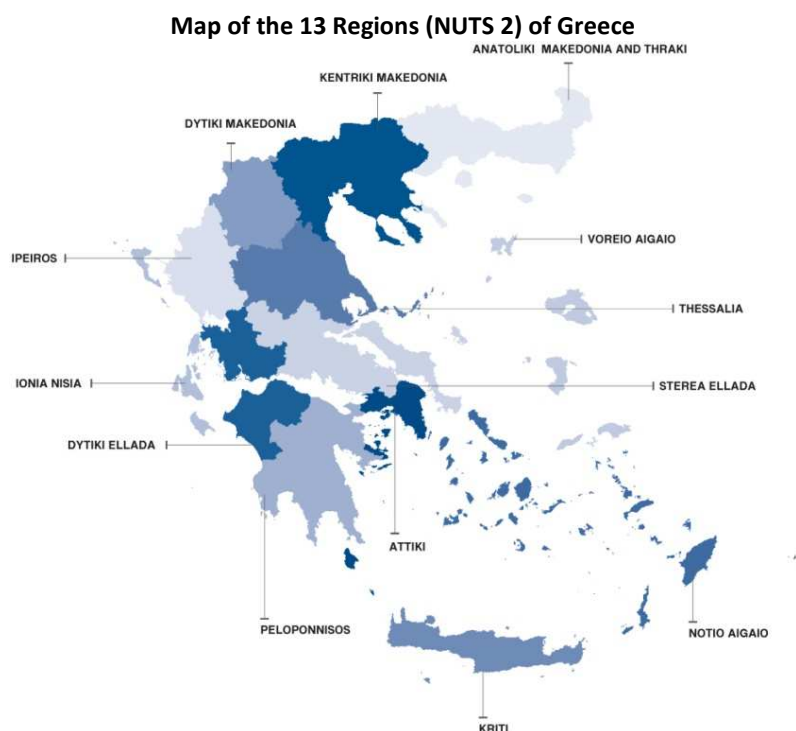 Map of the 13 Regions (NUTS 2) of Greece
ANATOLIKI MAKEDONIA AND THRAKI
KENTRIKI MAKEDONIA
DYTIKI MAKEDONIA
VOREIO AIGAIO
IPEIROS
THESSALIA
IONIA NISIA
STEREA ELLADA
DYTIKI ELLADA
ATTIKI
PELOPONNISOS
NOTIO AIGAIO
KRITI